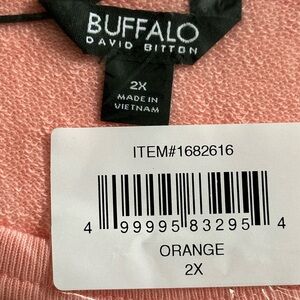 BUFFALO
DAVID BITTON
2X
MADE IN
VIETNAM
ITEM#1682616
4 99995 83295 4
ORANGE
2X